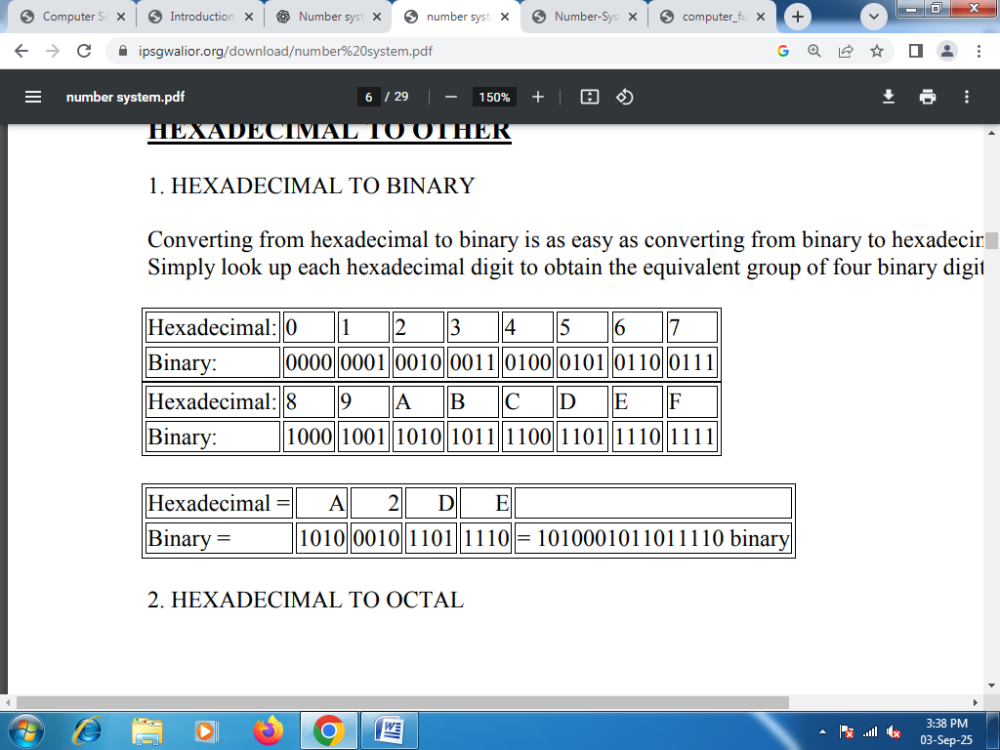 Computer Sc
Introduction
Number syst
number syst
Number-Sys
computer_fu
ipsgwalior.org/download/number%20system.pdf
number system.pdf
6 / 29
150%
HEXADECIMAL TO OTHER
1. HEXADECIMAL TO BINARY
Converting from hexadecimal to binary is as easy as converting from binary to hexadecim
Simply look up each hexadecimal digit to obtain the equivalent group of four binary digit
Hexadecimal: 0 1 2 3 4 5 6 7
Binary: 0000 0001 0010 0011 0100 0101 0110 0111
Hexadecimal: 8 9 A B C D E F
Binary: 1000 1001 1010 1011 1100 1101 1110 1111
Hexadecimal = A 2 D E
Binary = 1010 0010 1101 1110 = 1010001011011110 binary
2. HEXADECIMAL TO OCTAL
3:38 PM
03-Sep-25